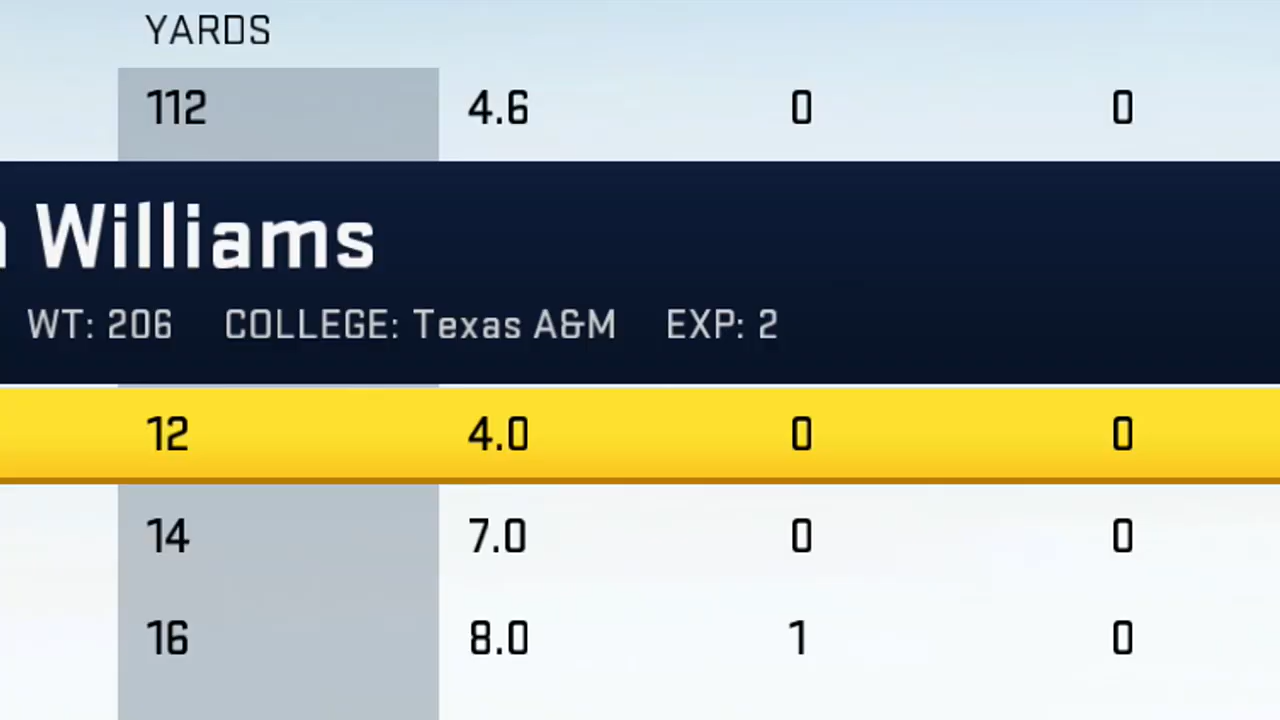 YARDS
112 4.6 0 0
Williams
WT: 206 COLLEGE: Texas A&M EXP: 2
12 4.0 0 0
14 7.0 0 0
16 8.0 1 0